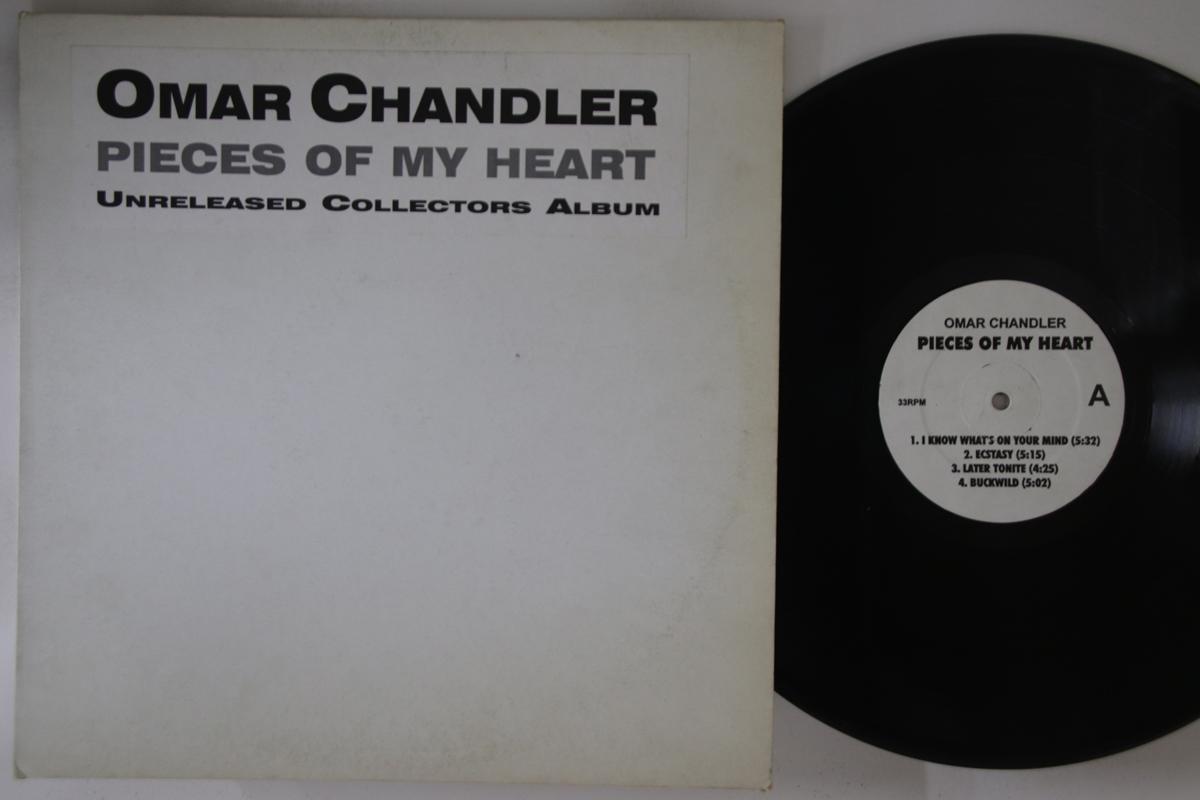 OMAR CHANDLER
PIECES OF MY HEART
UNRELEASED COLLECTORS ALBUM
OMAR CHANDLER
PIECES OF MY HEART
33RPM
A
1. I KNOW WHAT'S ON YOUR MIND (5:32)
2. ECSTASY (5:15)
3. LATER TONITE (4:25)
4. BUCKWILD (5:02)